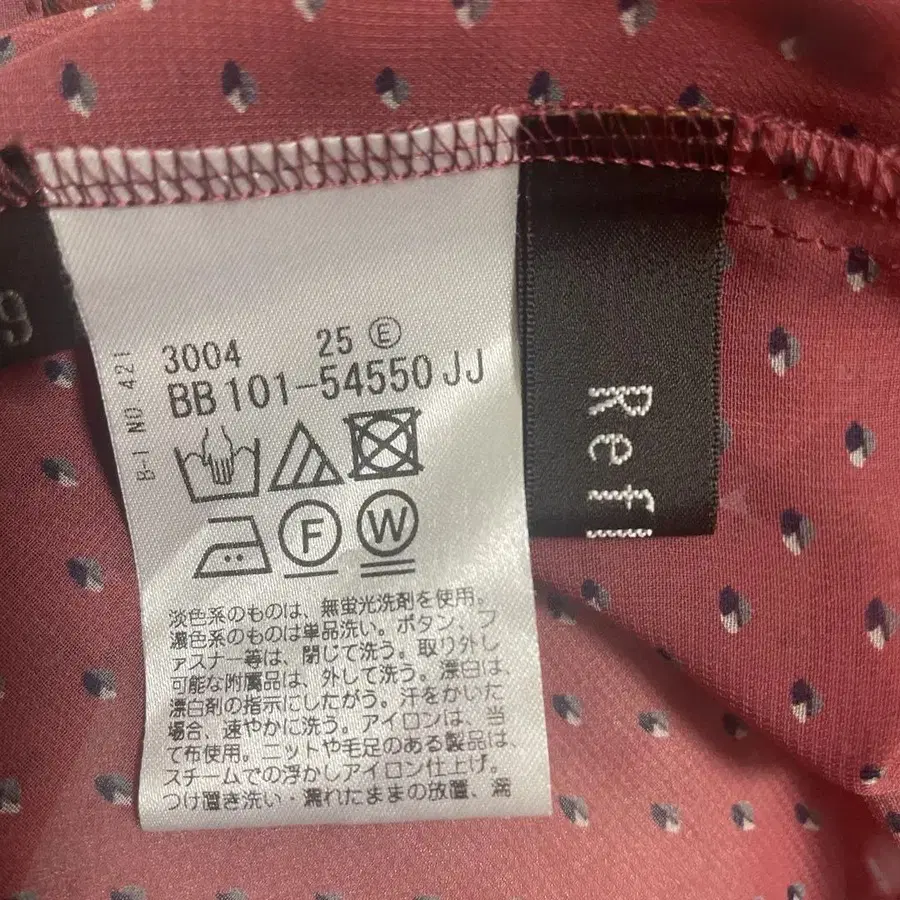 3004 25 Ⓔ
BB 101-54550 JJ
B-1 NO 421
F
W
淡色系のものは、無蛍光洗剤を使用。
濃色系のものは単品洗い。ボタン、フ
ァスナー等は、閉じて洗う。取り外し
可能な附属品は、外して洗う。漂白は、
漂白剤の指示にしたがう。汗をかいた
場合、速やかに洗う。アイロンは、当
て布使用。ニットや毛足のある製品は、
スチームでの浮かしアイロン仕上げ。
つけ置き洗い・濡れたままの放置、濡
Ref
9